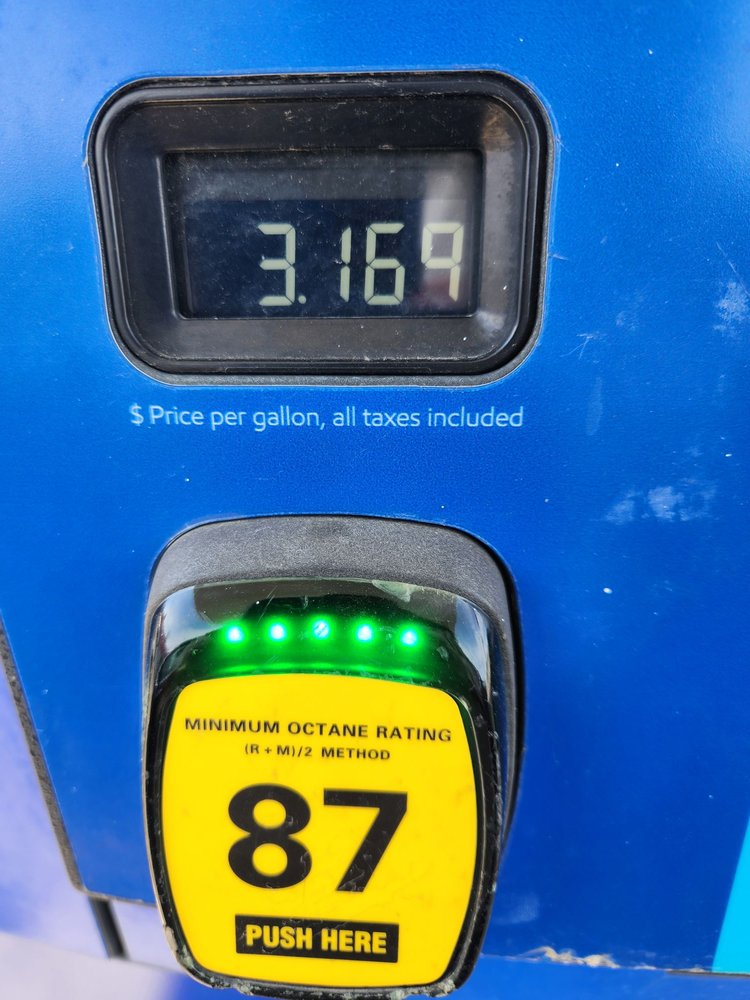 3.169
$ Price per gallon, all taxes included
MINIMUM OCTANE RATING
(R + M)/2 METHOD
87
PUSH HERE